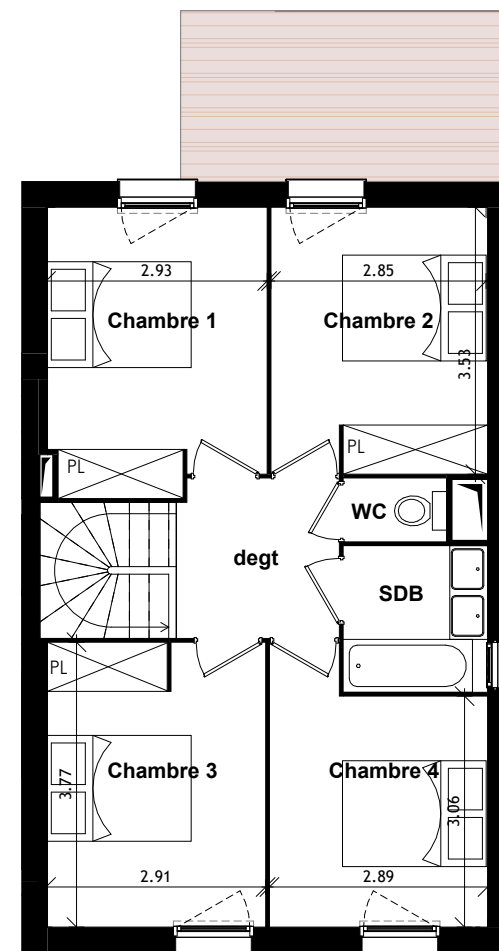 2.93
2.85
Chambre 1
Chambre 2
3.53
PL
PL
WC
degt
SDB
PL
Chambre 3
Chambre 4
3.77
3.06
2.91
2.89